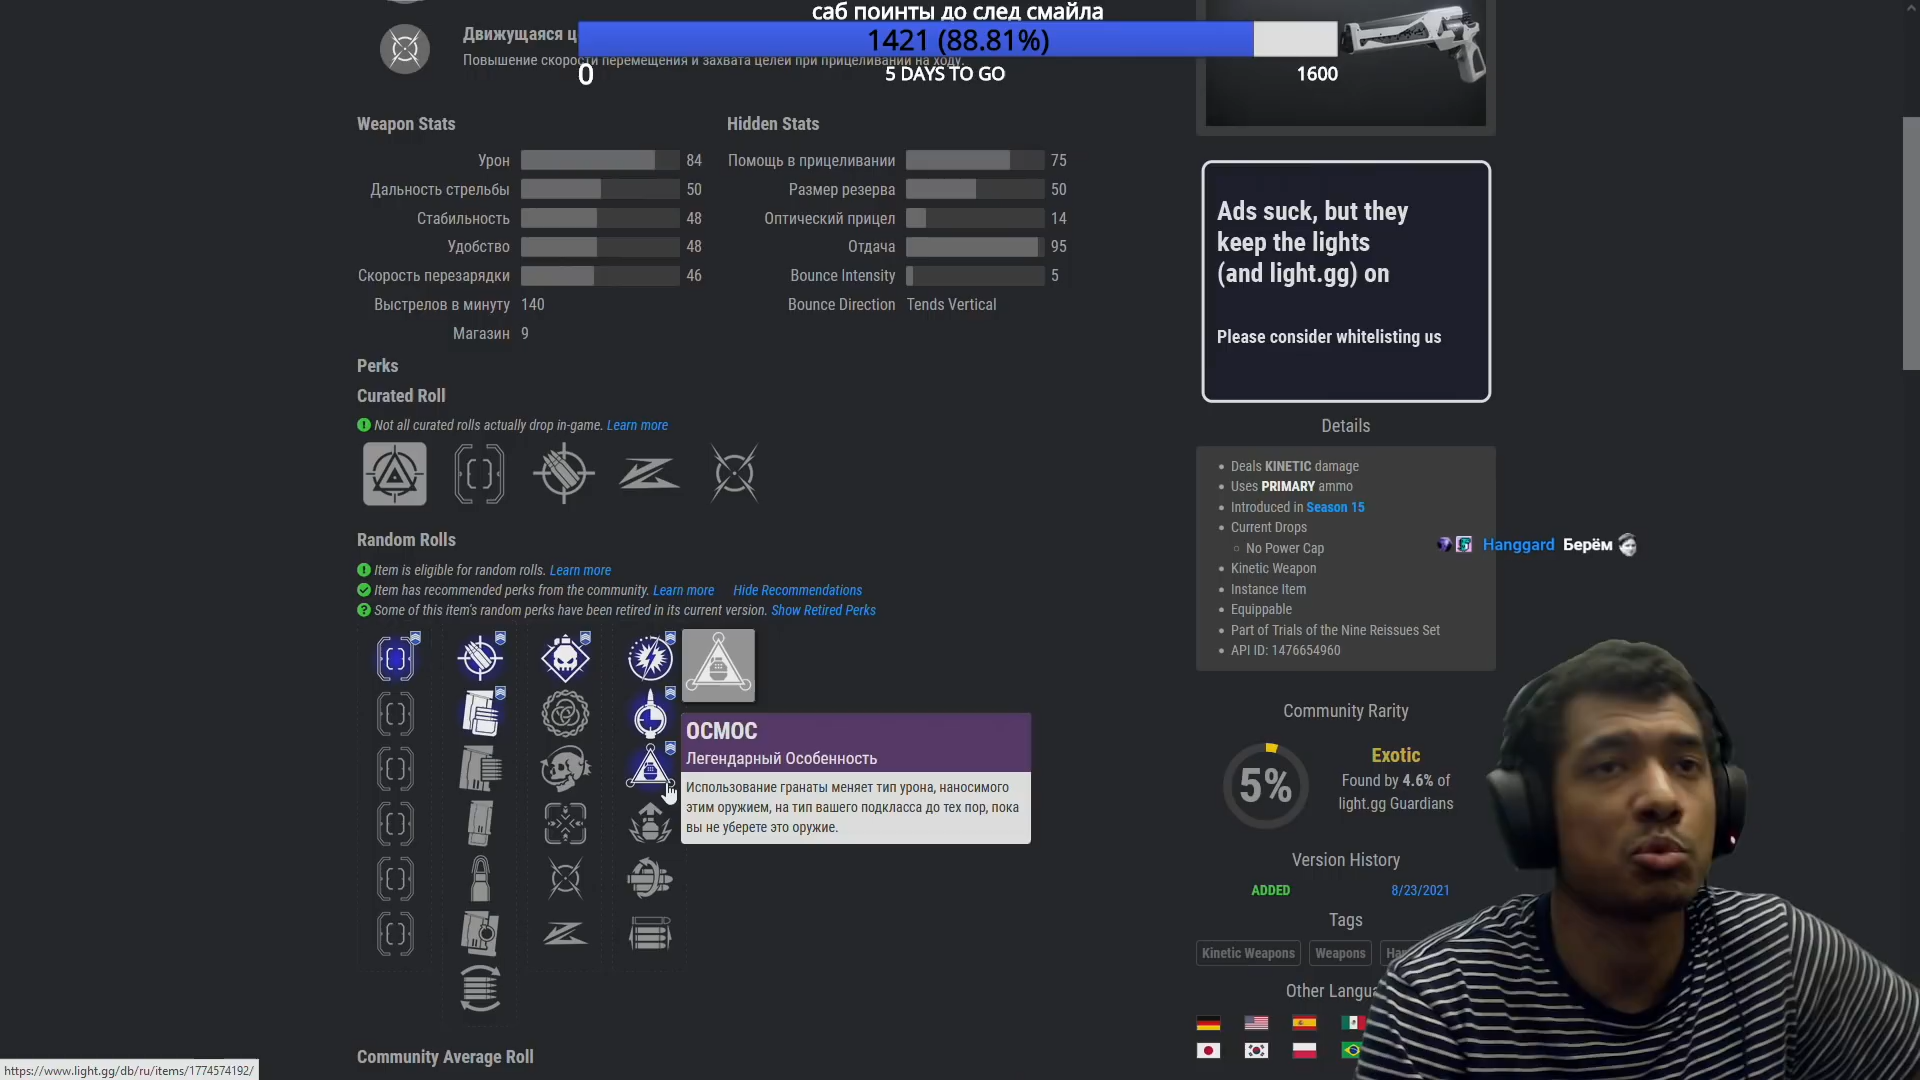 саб поинты до след смайла
1421 (88.81%)
0
5 DAYS TO GO
1600
Движущаяся ц
Повышение скорости перемещения и захвата цели при прицеливании на ходу.
Weapon Stats
Урон 84
Дальность стрельбы 50
Стабильность 48
Удобство 48
Скорость перезарядки 46
Выстрелов в минуту 140
Магазин 9
Hidden Stats
Помощь в прицеливании 75
Размер резерва 50
Оптический прицел 14
Отдача 95
Bounce Intensity 5
Bounce Direction Tends Vertical
Perks
Curated Roll
Not all curated rolls actually drop in-game. Learn more
Random Rolls
Item is eligible for random rolls. Learn more
Item has recommended perks from the community. Learn more Hide Recommendations
Some of this item's random perks have been retired in its current version. Show Retired Perks
ОСМОС
Легендарный Особенность
Использование гранаты меняет тип урона, наносимого
этим оружием, на тип вашего подкласса до тех пор, пока
вы не уберете это оружие.
Community Average Roll
https://www.light.gg/db/ru/items/1774574192/
Ads suck, but they
keep the lights
(and light.gg) on
Please consider whitelisting us
Details
Deals KINETIC damage
Uses PRIMARY ammo
Introduced in Season 15
Current Drops
No Power Cap
Kinetic Weapon
Instance Item
Equippable
Part of Trials of the Nine Reissues Set
API ID: 1476654960
Hanggard Берём
Community Rarity
5%
Exotic
Found by 4.6% of
light.gg Guardians
Version History
ADDED 8/23/2021
Tags
Kinetic Weapons Weapons Ha
Other Langua